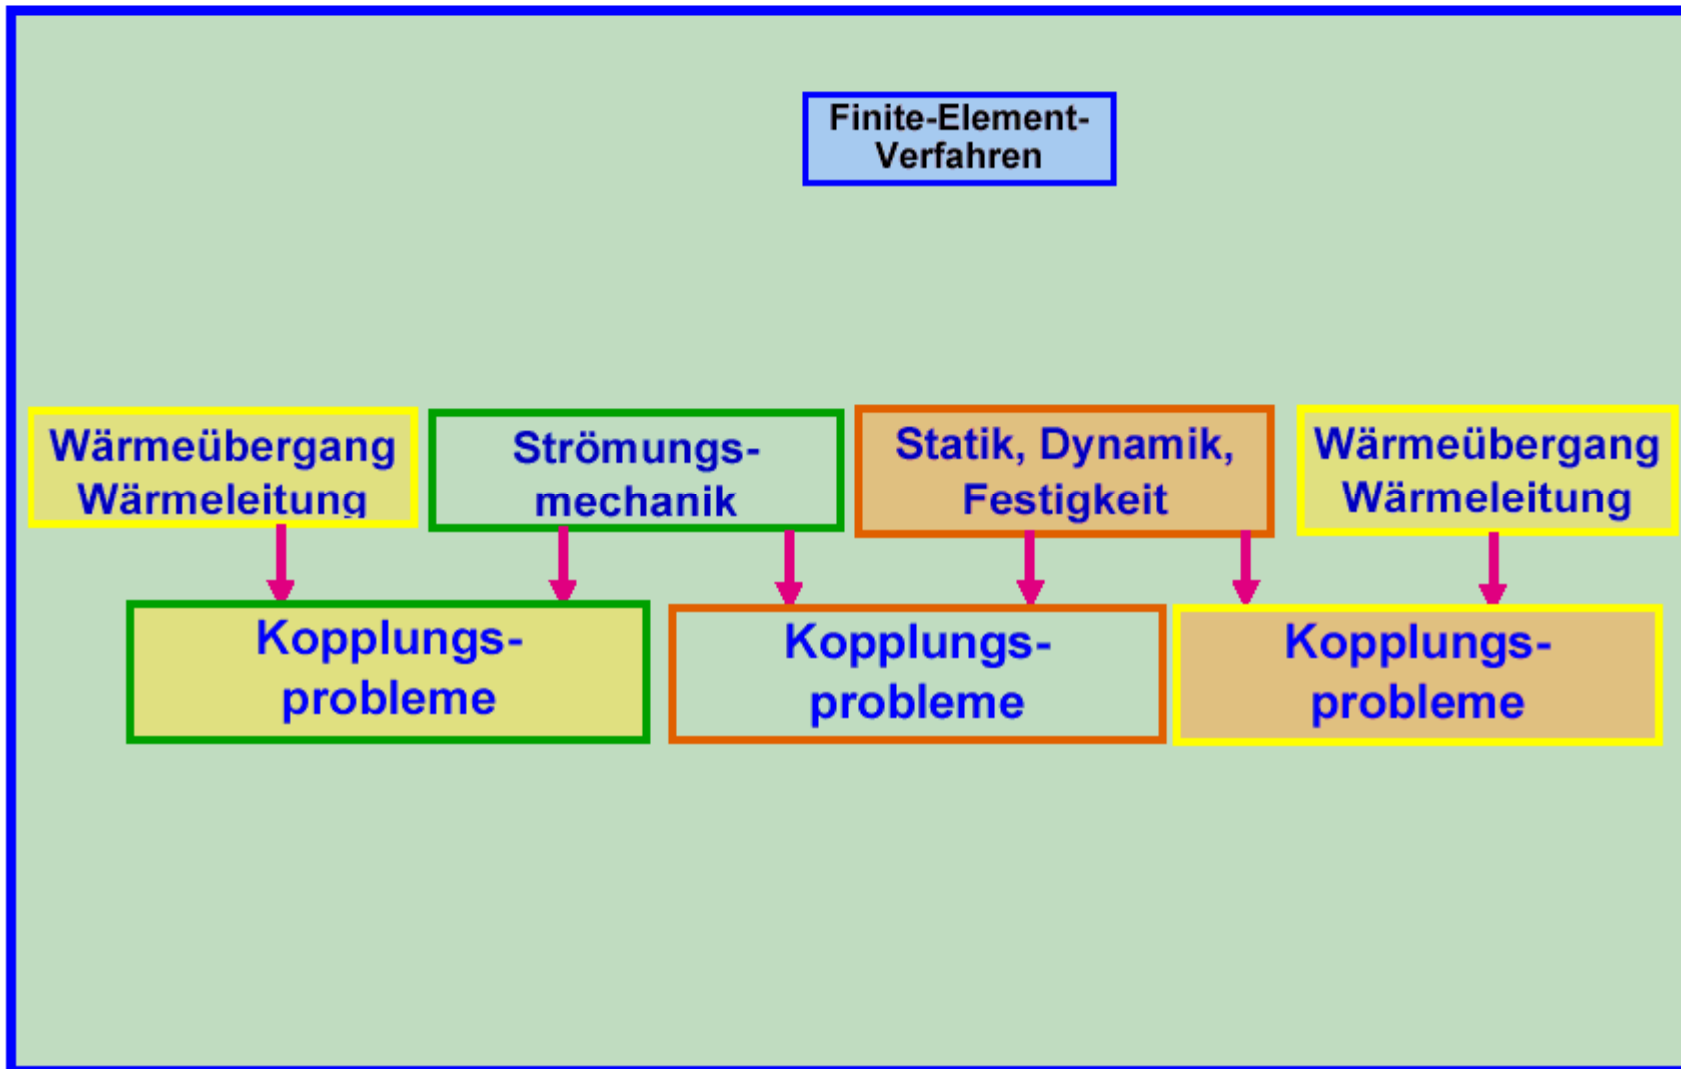 Finite-Element-
Verfahren
Wärmeübergang
Wärmeleitung
Strömungs-
mechanik
Statik, Dynamik,
Festigkeit
Wärmeübergang
Wärmeleitung
Kopplungs-
probleme
Kopplungs-
probleme
Kopplungs-
probleme